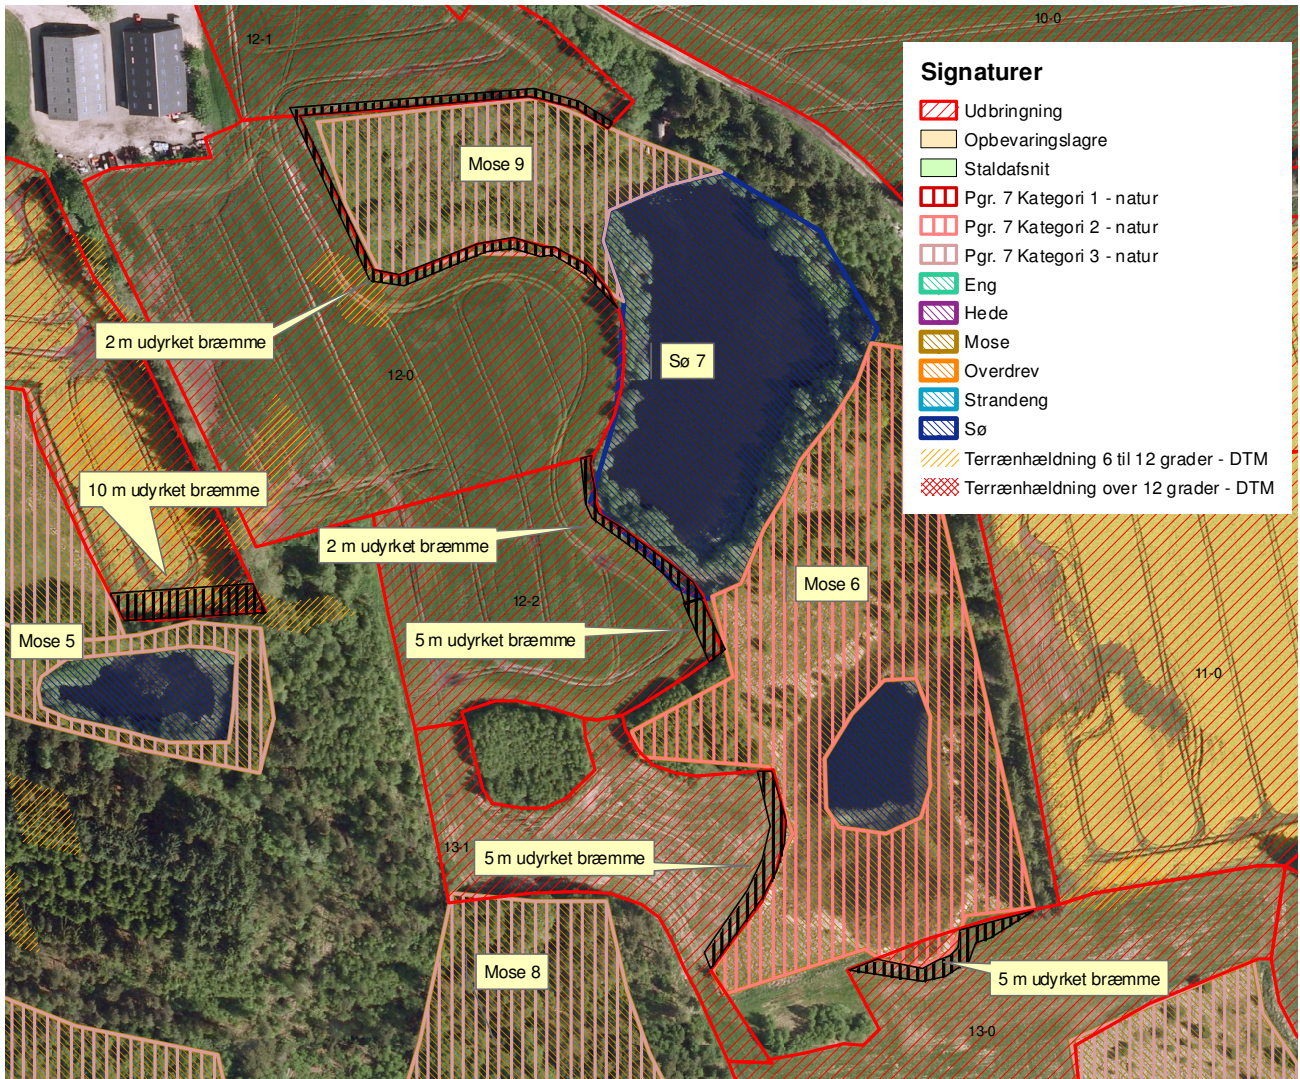 10-0
12-1
Signaturer
Udbringning
Opbevaringslagre
Staldafsnit
Pgr. 7 Kategori 1 - natur
Pgr. 7 Kategori 2 - natur
Pgr. 7 Kategori 3 - natur
Eng
Hede
Mose
Overdrev
Strandeng
Sø
Terrænhældning 6 til 12 grader - DTM
Terrænhældning over 12 grader - DTM
Mose 9
2 m udyrket bræmme
Sø 7
12-0
10 m udyrket bræmme
2 m udyrket bræmme
Mose 6
12-2
5 m udyrket bræmme
Mose 5
11-0
13-1
5 m udyrket bræmme
Mose 8
5 m udyrket bræmme
13-0